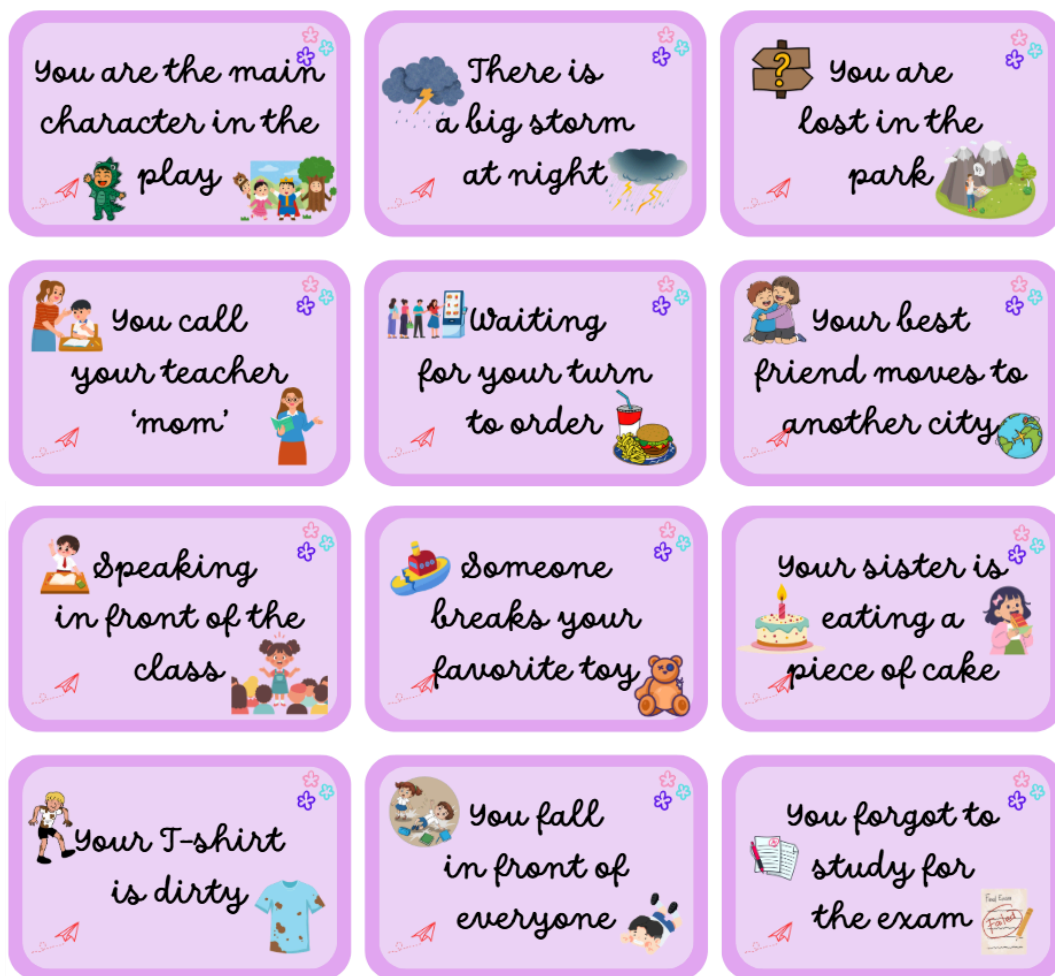 You are the main
character in the
play
There is
a big storm
at night
?
You are
lost in the
park
You call
your teacher
'mom'
Waiting
for your turn
to order
Your best
friend moves to
another city
Speaking
in front of the
class
Someone
breaks your
favorite toy
Your sister is
eating a
piece of cake
Your T-shirt
is dirty
You fall
in front of
everyone
You forgot to
study for
the exam
Failed